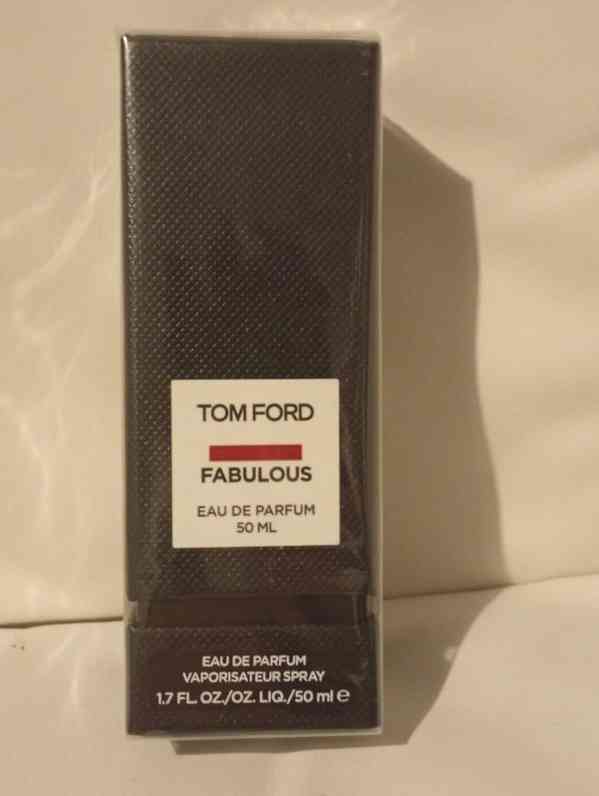 TOM FORD
FABULOUS
EAU DE PARFUM
50 ML
EAU DE PARFUM
VAPORISATEUR SPRAY
1.7 FL. OZ./OZ. LIQ./50 ml ℮